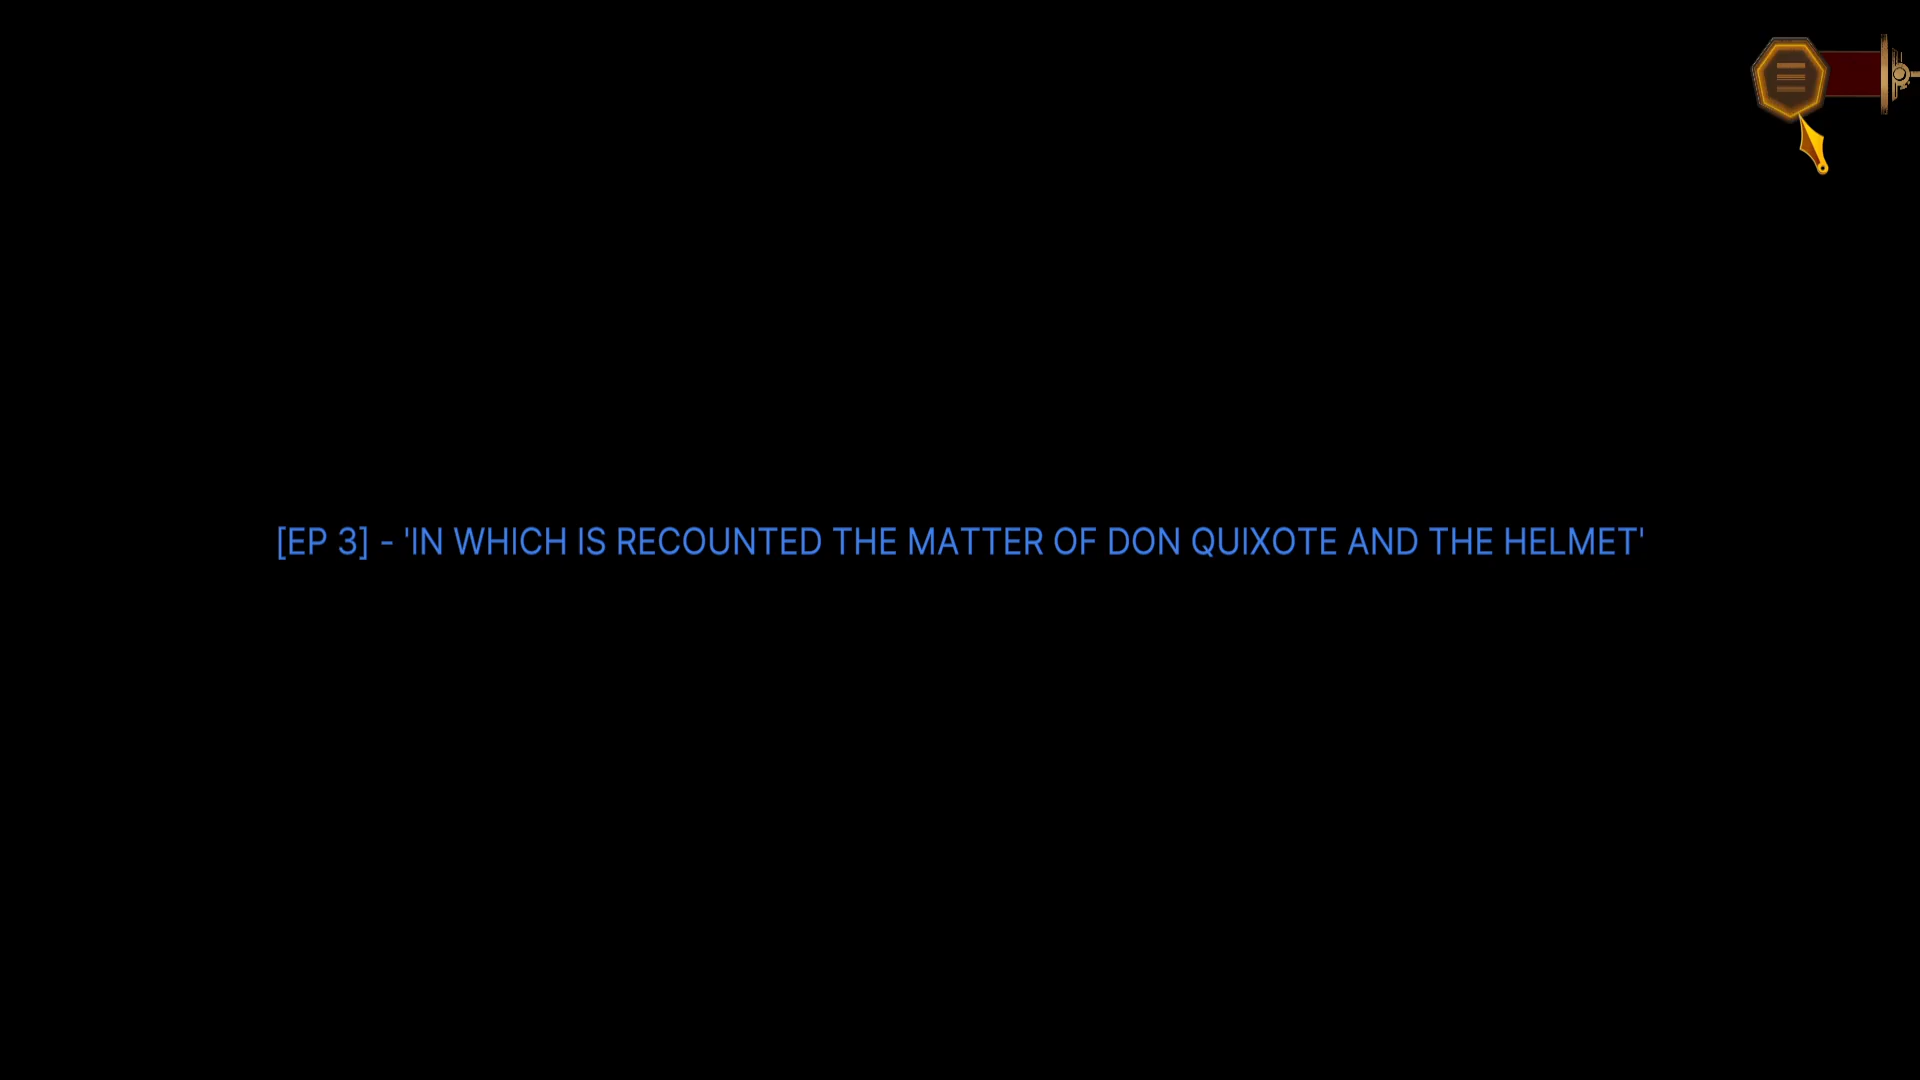 [EP 3] - 'IN WHICH IS RECOUNTED THE MATTER OF DON QUIXOTE AND THE HELMET'